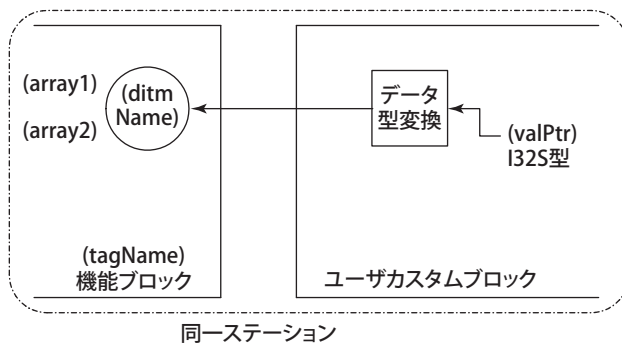 (array1)
(array2)
(ditm
Name)
データ
型変換
(valPtr)
I32S型
(tagName)
機能ブロック
ユーザカスタムブロック
同一ステーション